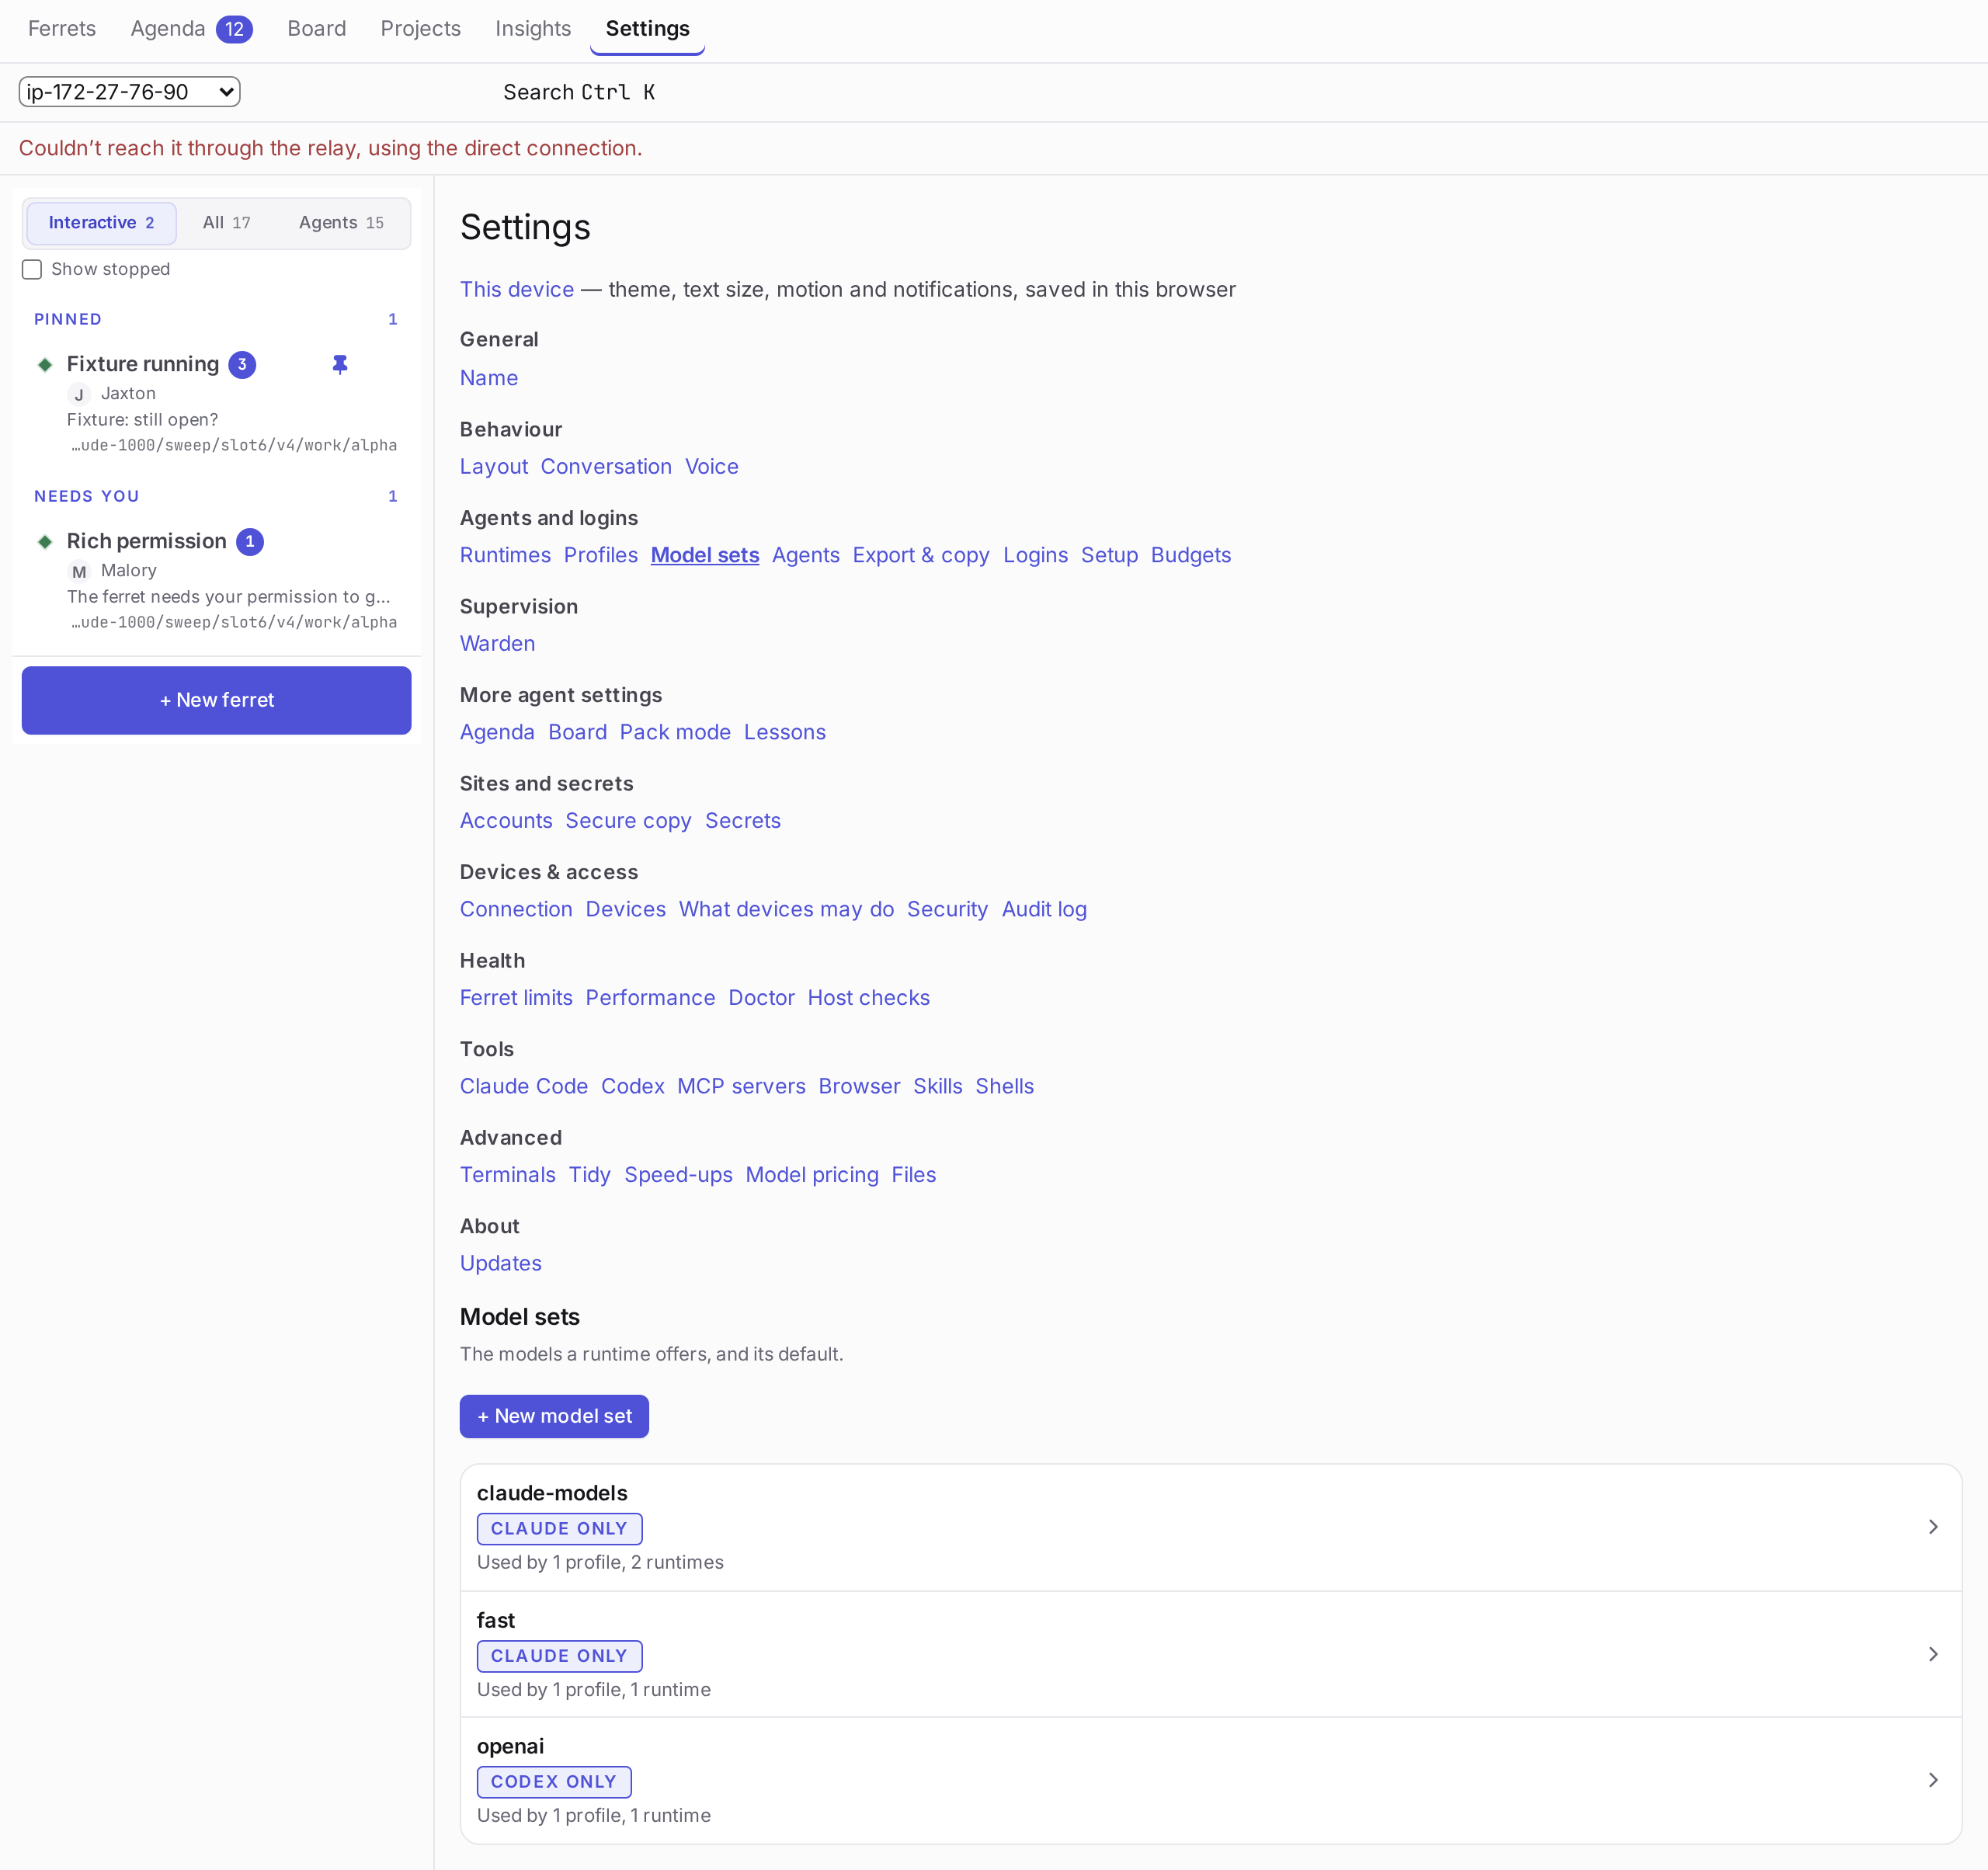 Ferrets Agenda 12 Board Projects Insights Settings
ip-172-27-76-90 Search Ctrl K
Couldn’t reach it through the relay, using the direct connection.
Interactive 2 All 17 Agents 15
Show stopped
PINNED 1
Fixture running 3
J Jaxton
Fixture: still open?
…ude-1000/sweep/slot6/v4/work/alpha
NEEDS YOU 1
Rich permission 1
M Malory
The ferret needs your permission to g…
…ude-1000/sweep/slot6/v4/work/alpha
+ New ferret
Settings
This device — theme, text size, motion and notifications, saved in this browser
General
Name
Behaviour
Layout Conversation Voice
Agents and logins
Runtimes Profiles Model sets Agents Export & copy Logins Setup Budgets
Supervision
Warden
More agent settings
Agenda Board Pack mode Lessons
Sites and secrets
Accounts Secure copy Secrets
Devices & access
Connection Devices What devices may do Security Audit log
Health
Ferret limits Performance Doctor Host checks
Tools
Claude Code Codex MCP servers Browser Skills Shells
Advanced
Terminals Tidy Speed-ups Model pricing Files
About
Updates
Model sets
The models a runtime offers, and its default.
+ New model set
claude-models
CLAUDE ONLY
Used by 1 profile, 2 runtimes
fast
CLAUDE ONLY
Used by 1 profile, 1 runtime
openai
CODEX ONLY
Used by 1 profile, 1 runtime